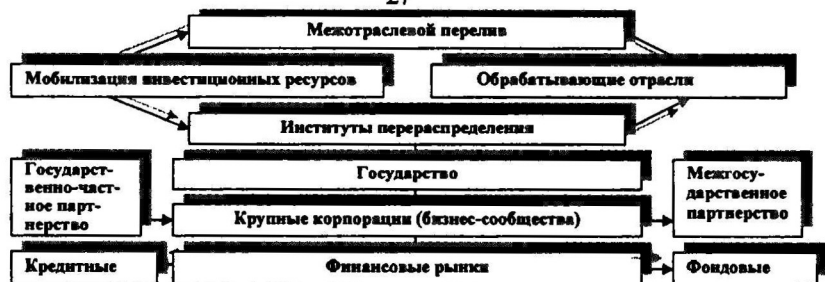 27
Межотраслевой перелив
Мобилизация инвестиционных ресурсов
Обрабатывающие отрасли
Институты перераспределения
Государст-
венно-част-
ное парт-
нерство
Государство
Межгосу-
дарственное
партнерство
Крупные корпорации (бизнес-сообщества)
Кредитные
Финансовые рынки
Фондовые